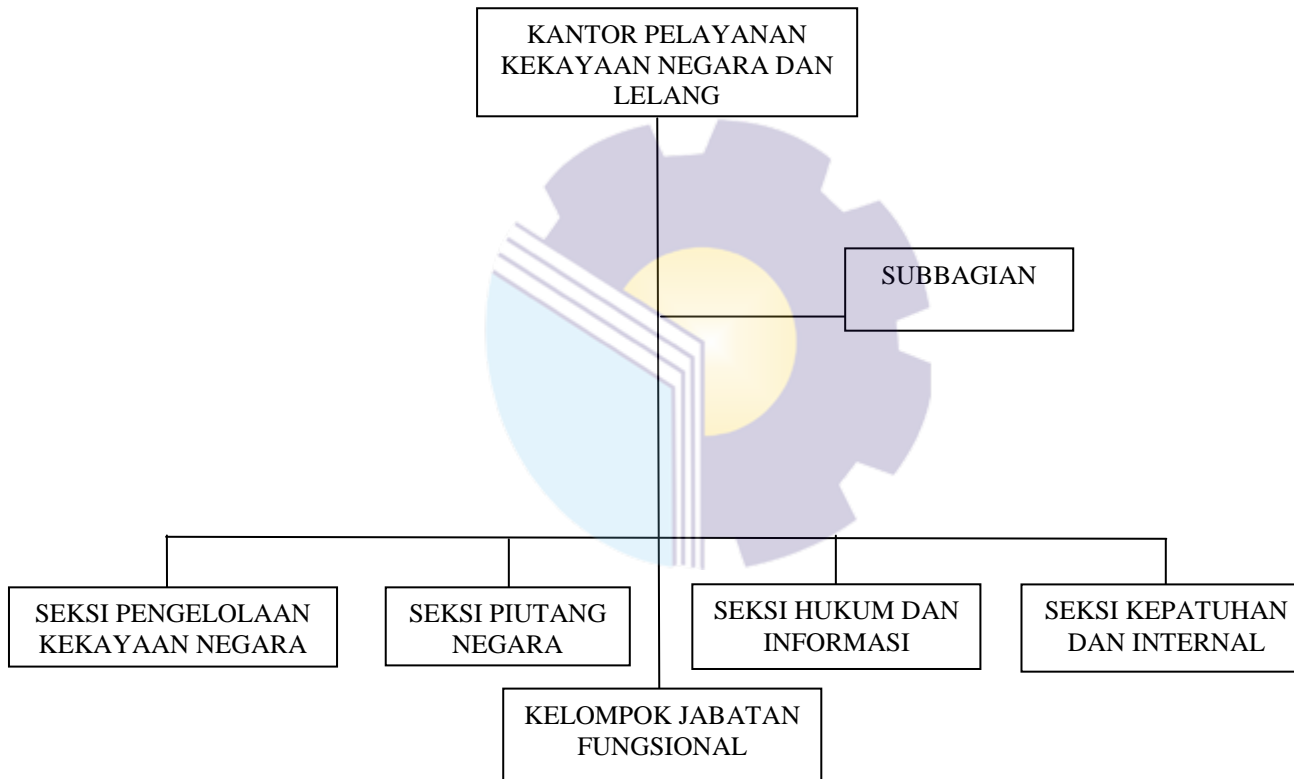 KANTOR PELAYANAN
KEKAYAAN NEGARA DAN
LELANG
SUBBAGIAN
SEKSI PENGELOLAAN
KEKAYAAN NEGARA
SEKSI PIUTANG
NEGARA
SEKSI HUKUM DAN
INFORMASI
SEKSI KEPATUHAN
DAN INTERNAL
KELOMPOK JABATAN
FUNGSIONAL